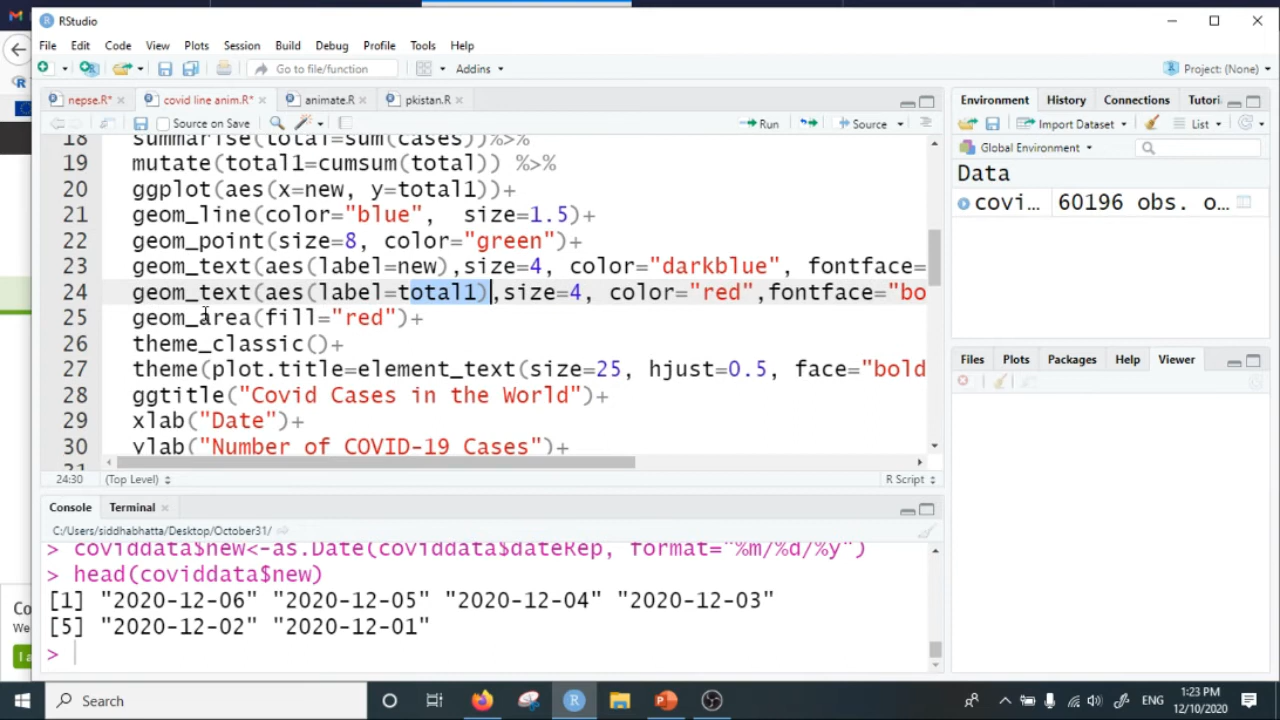 RStudio
File Edit Code View Plots Session Build Debug Profile Tools Help
Go to file/function Addins Project: (None)
nepse.R* covid line anim.R* animate.R pkistan.R
Source on Save Run Source
18 summarise(total=sum(cases))%>%
19 mutate(total1=cumsum(total)) %>%
20 ggplot(aes(x=new, y=total1))+
21 geom_line(color="blue", size=1.5)+
22 geom_point(size=8, color="green")+
23 geom_text(aes(label=new),size=4, color="darkblue", fontface=
24 geom_text(aes(label=total1),size=4, color="red",fontface="bo
25 geom_area(fill="red")+
26 theme_classic()+
27 theme(plot.title=element_text(size=25, hjust=0.5, face="bold
28 ggtitle("Covid Cases in the World")+
29 xlab("Date")+
30 ylab("Number of COVID-19 Cases")+
31
24:30 (Top Level) R Script
Console Terminal
C:/Users/siddhabhatta/Desktop/October31/
> coviddata$new<-as.Date(coviddata$dateRep, format="%m/%d/%y")
> head(coviddata$new)
[1] "2020-12-06" "2020-12-05" "2020-12-04" "2020-12-03"
[5] "2020-12-02" "2020-12-01"
>
Environment History Connections Tutori
Import Dataset List
Global Environment
Data
covi... 60196 obs. o...
Files Plots Packages Help Viewer
Co
We
I a
Search
ENG
1:23 PM
12/10/2020